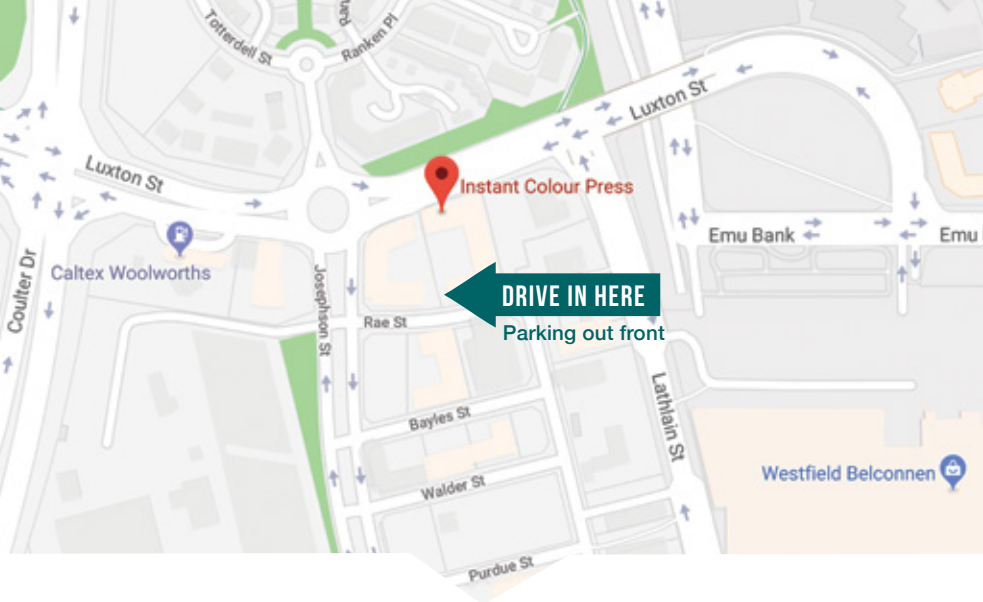 Totterdell St
Ranken Pl
Luxton St
Luxton St
Instant Colour Press
Emu Bank
Emu
Caltex Woolworths
Coulter Dr
Josephson St
DRIVE IN HERE
Parking out front
Rae St
Lathlain St
Bayles St
Westfield Belconnen
Walder St
Purdue St